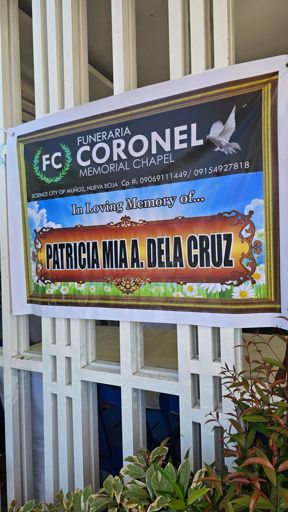 FC
FUNERARIA
CORONEL
MEMORIAL CHAPEL
SCIENCE CITY OF MUÑOZ, NUEVA ECIJA Cp #: 09069111449/ 09154927818
In Loving Memory of...
PATRICIA MIA A. DELA CRUZ